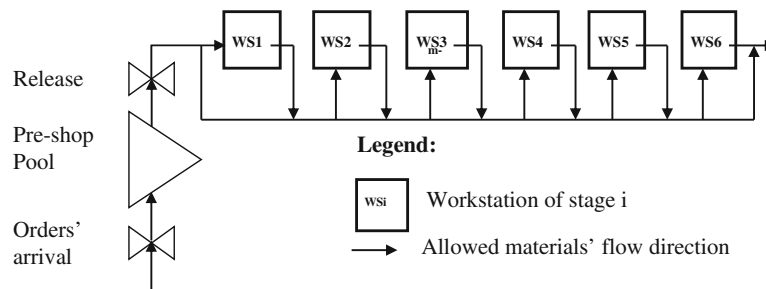 WS1 WS2 WS3 WS4 WS5 WS6
m-
Release
Pre-shop
Pool
Legend:
WSi Workstation of stage i
Orders'
arrival
Allowed materials' flow direction